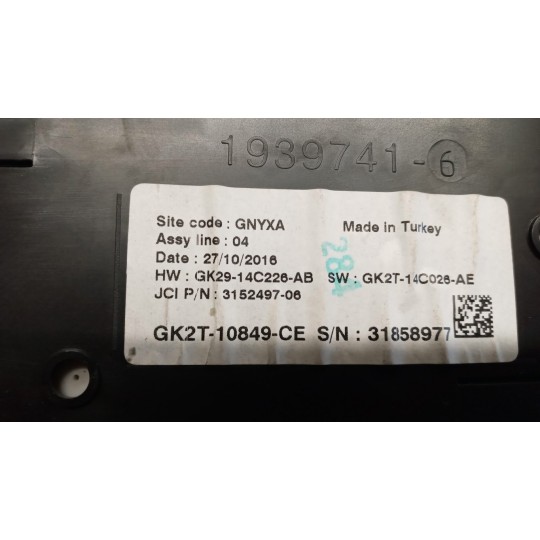 1939741-6
Site code : GNYXA Made in Turkey
Assy line : 04
Date : 27/10/2016
HW : GK29-14C226-AB SW : GK2T-14C026-AE
JCI P/N : 3152497-06
GK2T-10849-CE S/N : 31858977
281